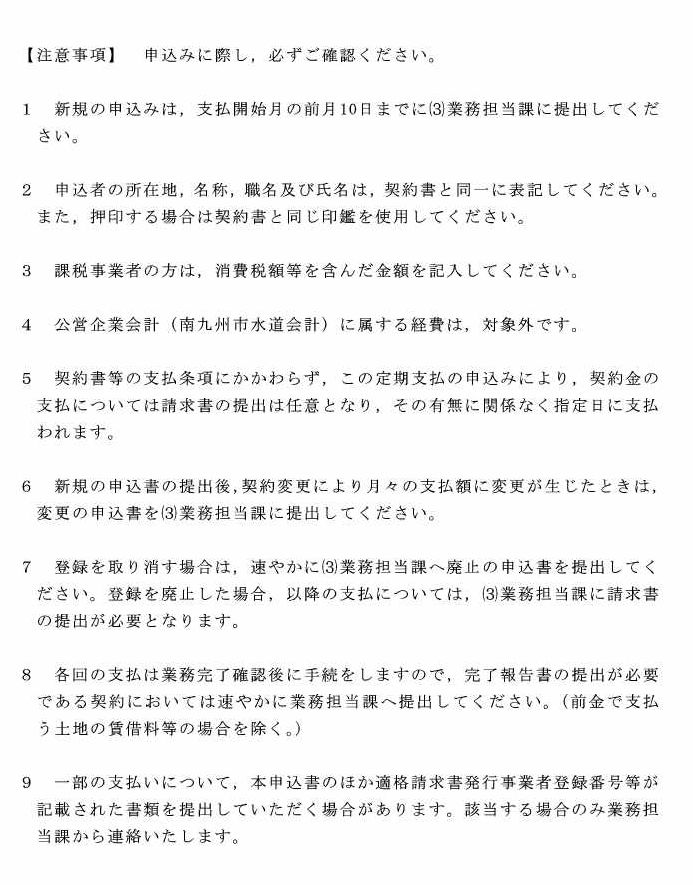 【注意事項】　申込みに際し，必ずご確認ください。
1　新規の申込みは，支払開始月の前月10日までに⑶業務担当課に提出してくだ
さい。
2　申込者の所在地，名称，職名及び氏名は，契約書と同一に表記してください。
また，押印する場合は契約書と同じ印鑑を使用してください。
3　課税事業者の方は，消費税額等を含んだ金額を記入してください。
4　公営企業会計（南九州市水道会計）に属する経費は，対象外です。
5　契約書等の支払条項にかかわらず，この定期支払の申込みにより，契約金の
支払については請求書の提出は任意となり，その有無に関係なく指定日に支払
われます。
6　新規の申込書の提出後，契約変更により月々の支払額に変更が生じたときは，
変更の申込書を⑶業務担当課に提出してください。
7　登録を取り消す場合は，速やかに⑶業務担当課へ廃止の申込書を提出してく
ださい。登録を廃止した場合，以降の支払については，⑶業務担当課に請求書
の提出が必要となります。
8　各回の支払は業務完了確認後に手続をしますので，完了報告書の提出が必要
である契約においては速やかに業務担当課へ提出してください。（前金で支払
う土地の賃借料等の場合を除く。）
9　一部の支払いについて，本申込書のほか適格請求書発行事業者登録番号等が
記載された書類を提出していただく場合があります。該当する場合のみ業務担
当課から連絡いたします。